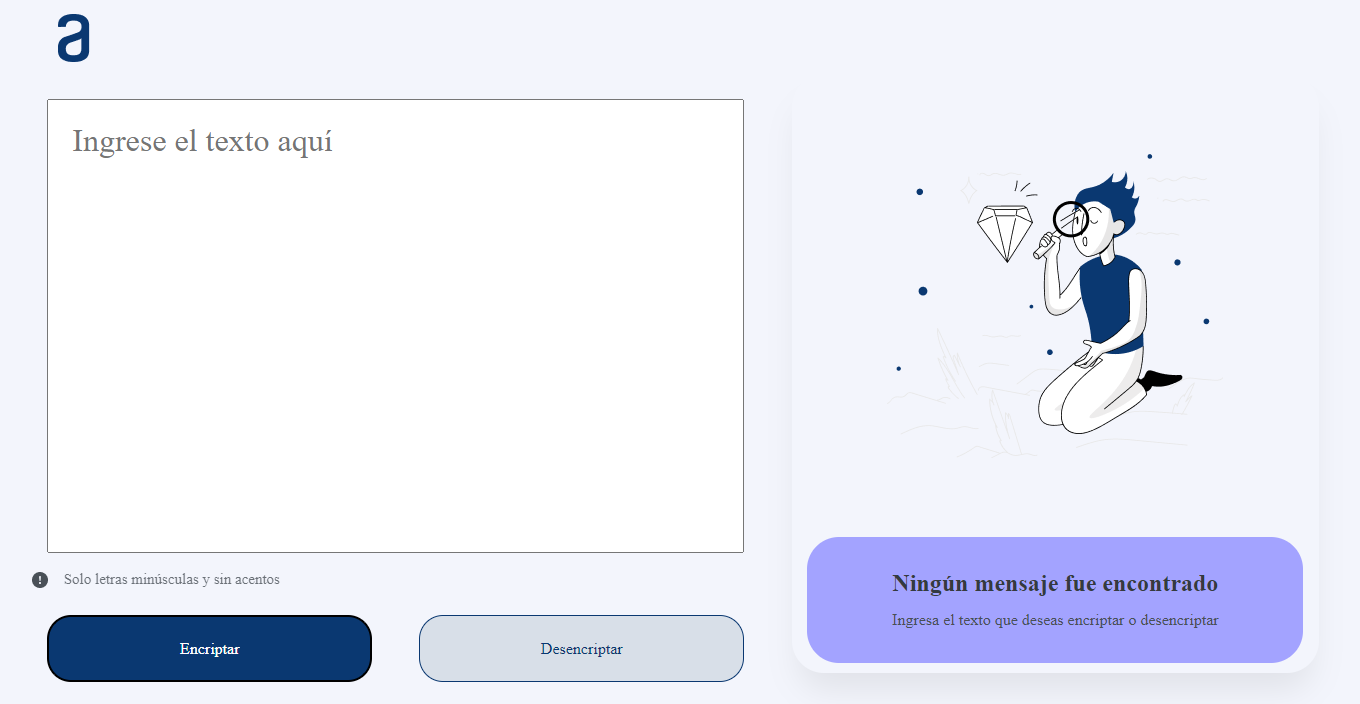 a
Ingrese el texto aquí
Solo letras minúsculas y sin acentos
Encriptar
Desencriptar
Ningún mensaje fue encontrado
Ingresa el texto que deseas encriptar o desencriptar